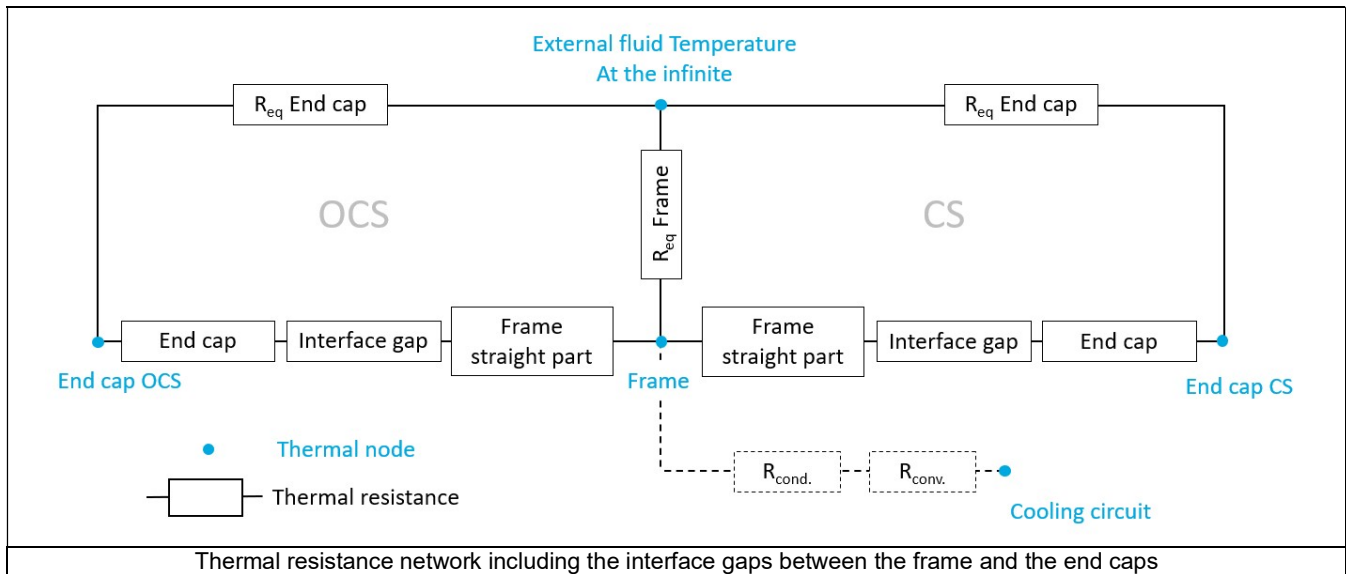 External fluid Temperature
At the infinite
Req End cap
Req End cap
Req Frame
OCS
CS
End cap
Interface gap
Frame
straight part
Frame
straight part
Interface gap
End cap
End cap OCS
Frame
End cap CS
Thermal node
Rcond.
Rconv.
Thermal resistance
Cooling circuit
Thermal resistance network including the interface gaps between the frame and the end caps